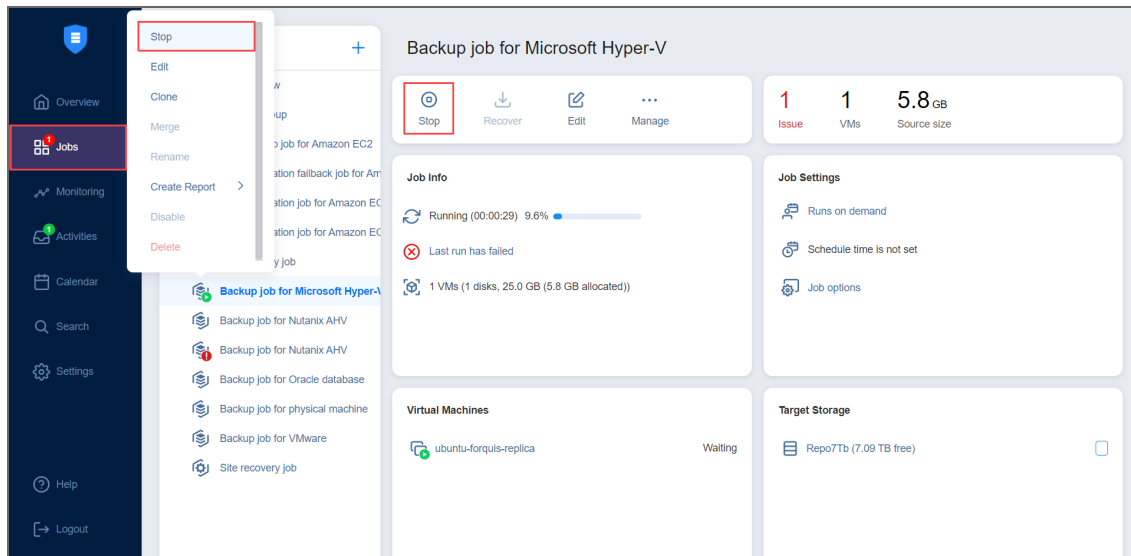 Overview
Jobs
1
Monitoring
Activities
1
Calendar
Search
Settings
Help
Logout
Stop
Edit
Clone
Merge
Rename
Create Report >
Disable
Delete
+
job for Amazon EC2
failback job for Am
job for Amazon EC
job for Amazon EC
job
Backup job for Microsoft Hyper-V
Backup job for Nutanix AHV
Backup job for Nutanix AHV
Backup job for Oracle database
Backup job for physical machine
Backup job for VMware
Site recovery job
Backup job for Microsoft Hyper-V
Stop
Recover
Edit
Manage
1 Issue
1 VMs
5.8 GB Source size
Job Info
Running (00:00:29) 9.6%
Last run has failed
1 VMs (1 disks, 25.0 GB (5.8 GB allocated))
Job Settings
Runs on demand
Schedule time is not set
Job options
Virtual Machines
ubuntu-forquis-replica Waiting
Target Storage
Repo7Tb (7.09 TB free)